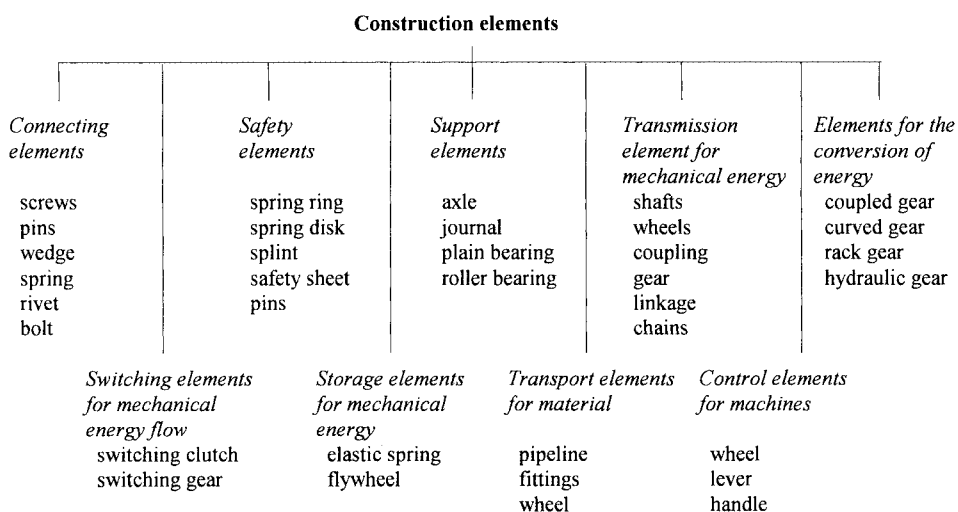 Construction elements
Connecting
elements
screws
pins
wedge
spring
rivet
bolt
Safety
elements
spring ring
spring disk
splint
safety sheet
pins
Support
elements
axle
journal
plain bearing
roller bearing
Transmission
element for
mechanical energy
shafts
wheels
coupling
gear
linkage
chains
Elements for the
conversion of
energy
coupled gear
curved gear
rack gear
hydraulic gear
Switching elements
for mechanical
energy flow
switching clutch
switching gear
Storage elements
for mechanical
energy
elastic spring
flywheel
Transport elements
for material
pipeline
fittings
wheel
Control elements
for machines
wheel
lever
handle